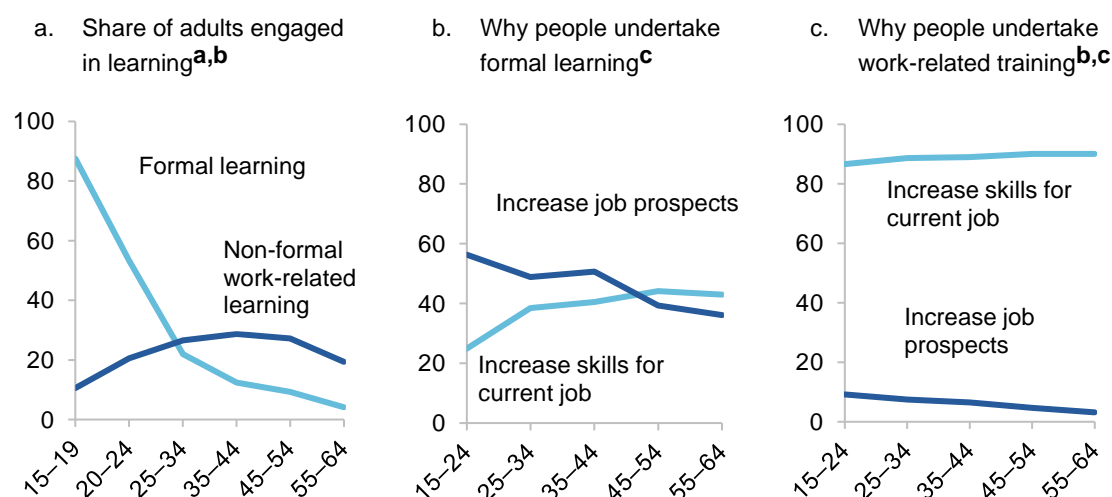 a. Share of adults engaged
in learninga,b
100
80
60
40
20
0
Formal learning
Non-formal
work-related
learning
15–19
20–24
25–34
35–44
45–54
55–64
b. Why people undertake
formal learningc
100
80
60
40
20
0
Increase job prospects
Increase skills for
current job
15–24
25–34
35–44
45–54
55–64
c. Why people undertake
work-related trainingb,c
100
80
60
40
20
0
Increase skills for
current job
Increase job
prospects
15–24
25–34
35–44
45–54
55–64